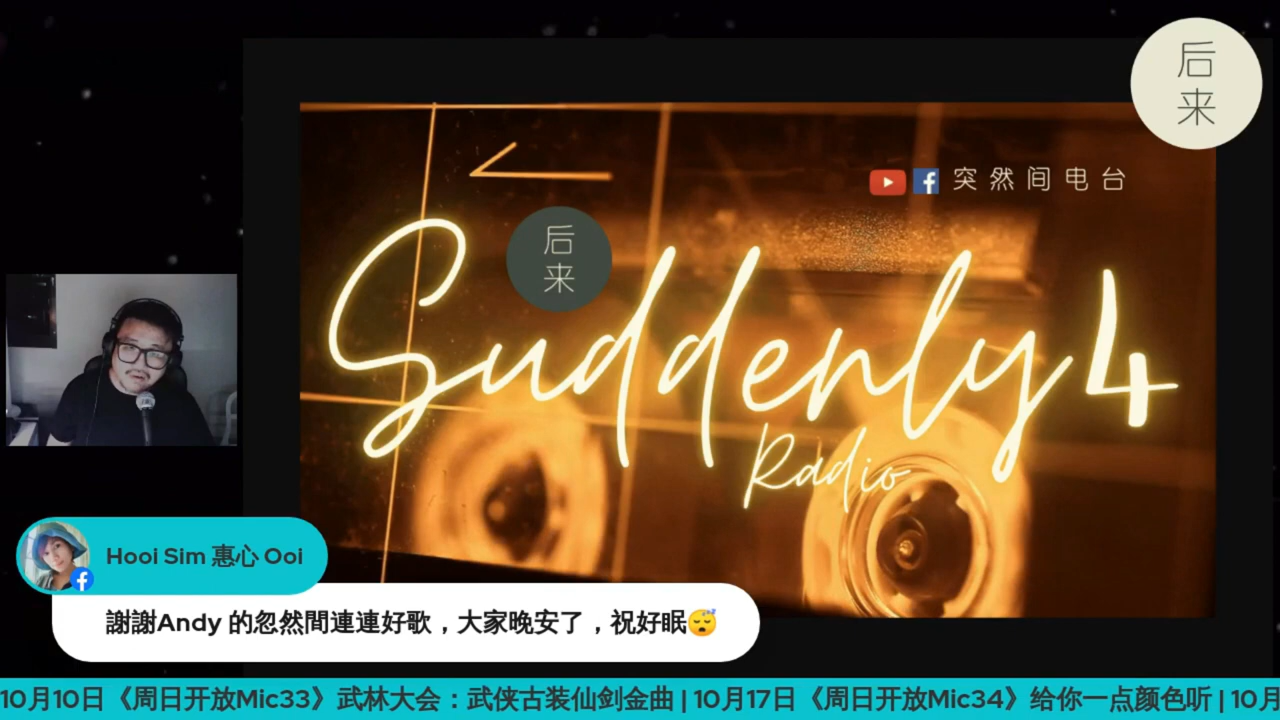 后
来
突然间电台
后
来
Suddenly4
Radio
Hooi Sim 惠心 Ooi
謝謝Andy 的忽然間連連好歌，大家晚安了，祝好眠😴
10月10日《周日开放Mic33》武林大会：武侠古装仙剑金曲 | 10月17日《周日开放Mic34》给你一点颜色听 | 10月